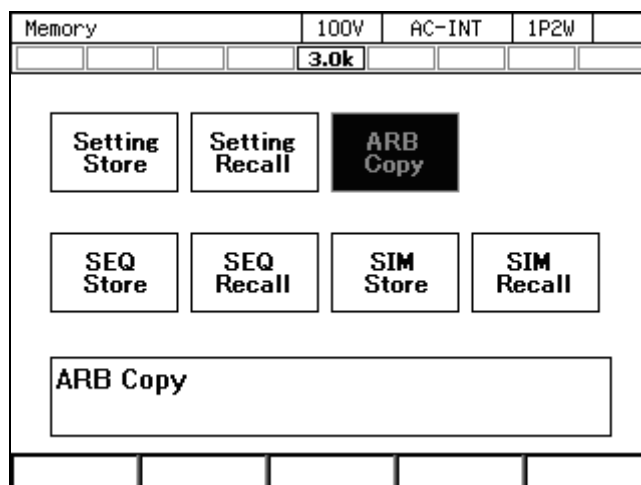 Memory 100V AC-INT 1P2W
3.0k
Setting Setting ARB
Store Recall Copy
SEQ SEQ SIM SIM
Store Recall Store Recall
ARB Copy